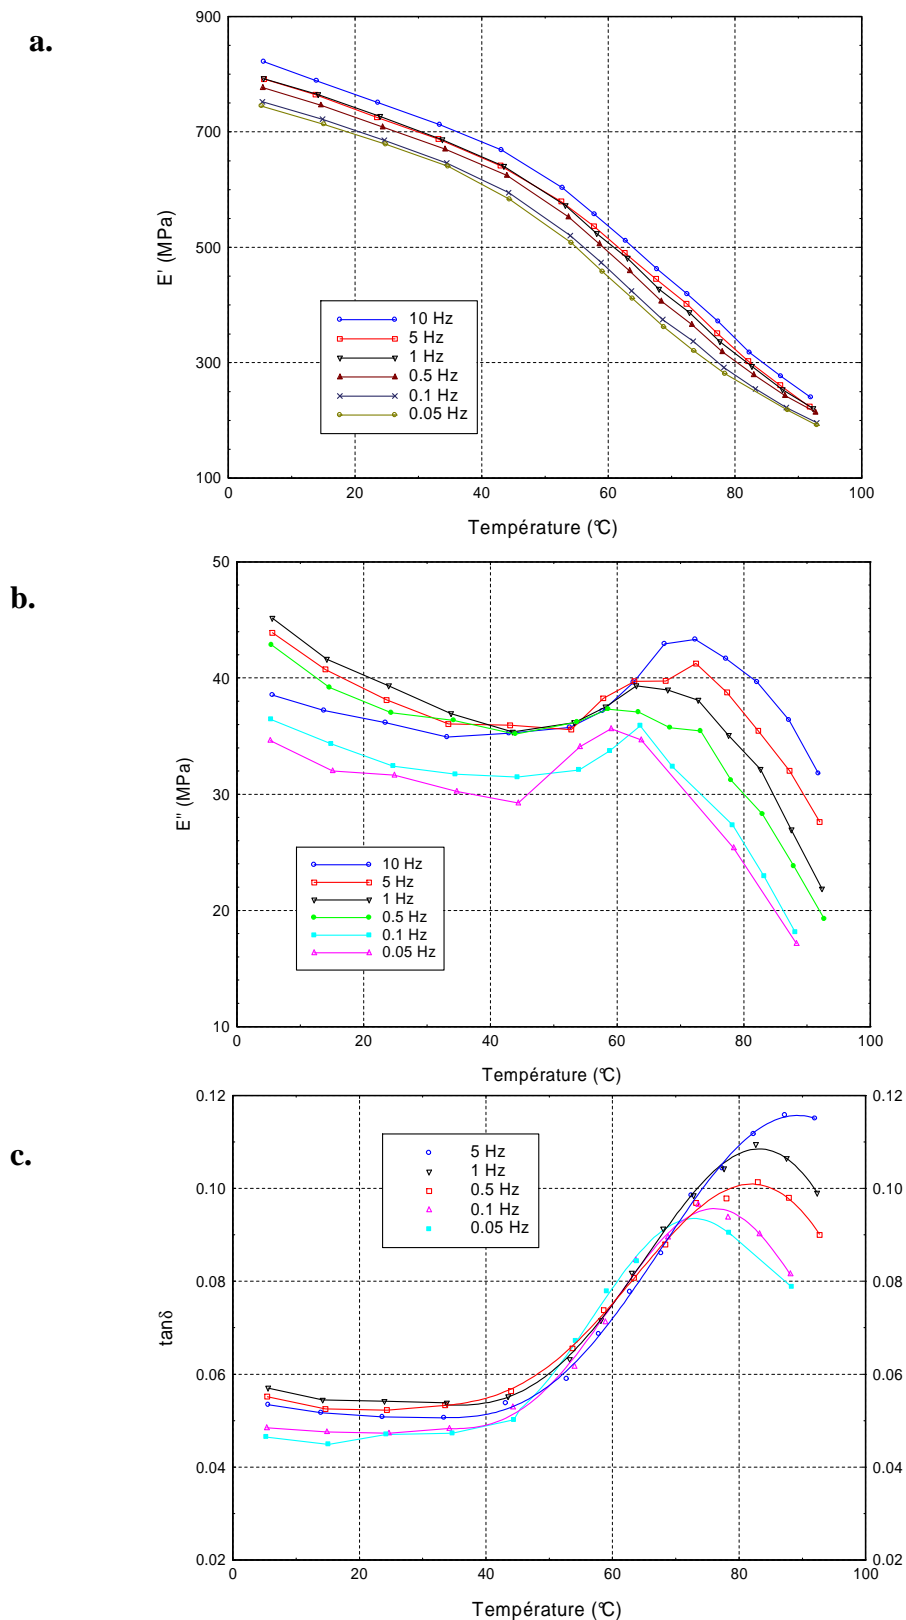 a.
900
700
500
300
100
E' (MPa)
10 Hz
5 Hz
1 Hz
0.5 Hz
0.1 Hz
0.05 Hz
0 20 40 60 80 100
Température (°C)
b.
50
40
30
20
10
E" (MPa)
10 Hz
5 Hz
1 Hz
0.5 Hz
0.1 Hz
0.05 Hz
0 20 40 60 80 100
Température (°C)
c.
0.12 0.12
0.10 0.10
0.08 0.08
0.06 0.06
0.04 0.04
0.02 0.02
tanδ
5 Hz
1 Hz
0.5 Hz
0.1 Hz
0.05 Hz
0 20 40 60 80 100
Température (°C)